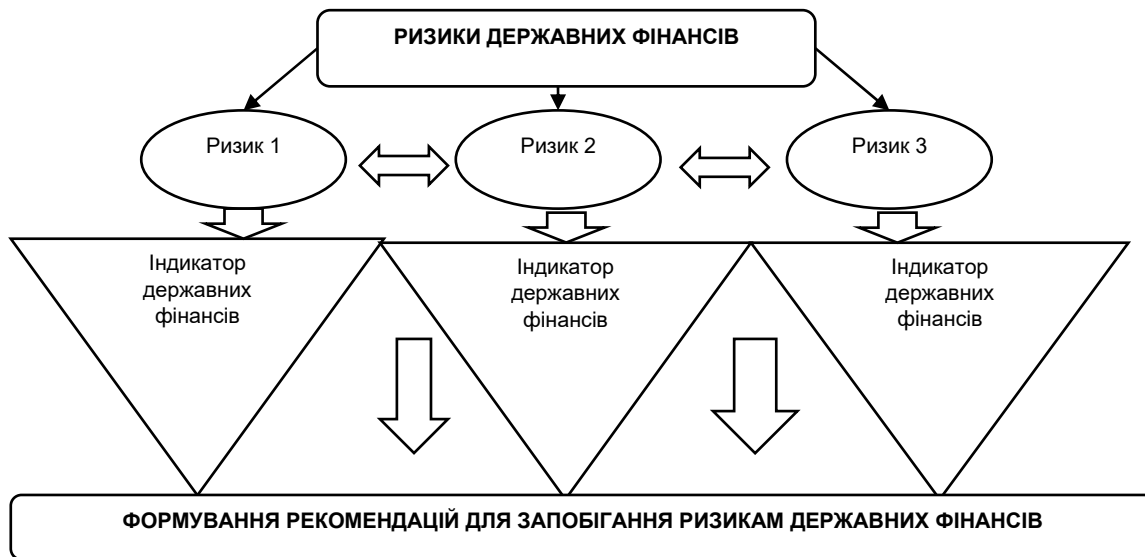 РИЗИКИ ДЕРЖАВНИХ ФІНАНСІВ
Ризик 1
Ризик 2
Ризик 3
Індикатор
державних
фінансів
Індикатор
державних
фінансів
Індикатор
державних
фінансів
ФОРМУВАННЯ РЕКОМЕНДАЦІЙ ДЛЯ ЗАПОБІГАННЯ РИЗИКАМ ДЕРЖАВНИХ ФІНАНСІВ